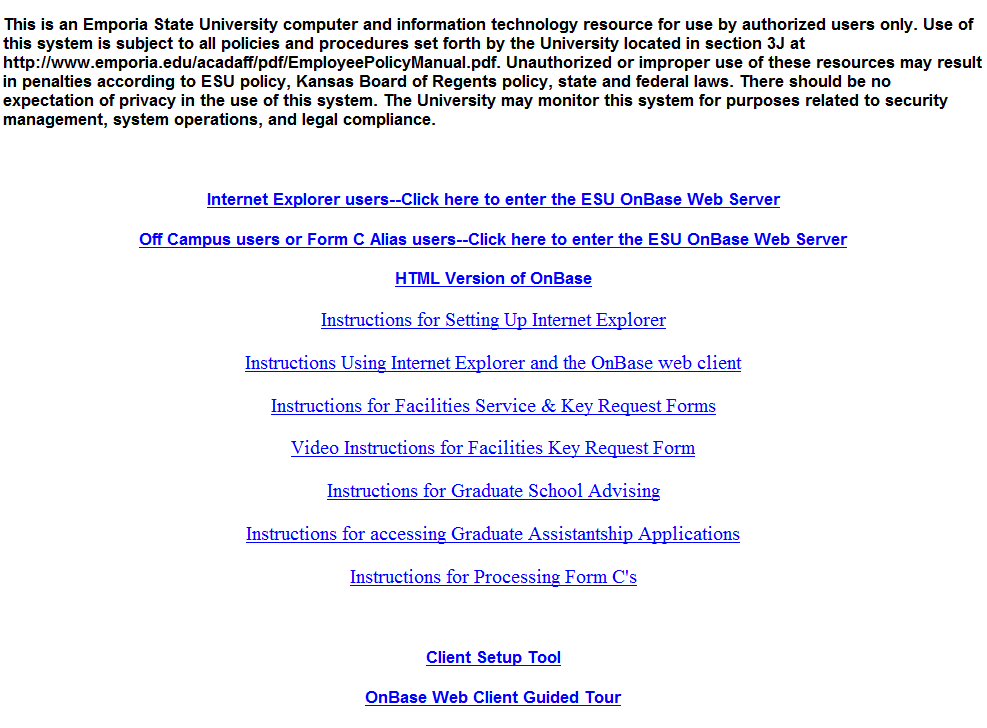 This is an Emporia State University computer and information technology resource for use by authorized users only. Use of
this system is subject to all policies and procedures set forth by the University located in section 3J at
http://www.emporia.edu/acadaff/pdf/EmployeePolicyManual.pdf. Unauthorized or improper use of these resources may result
in penalties according to ESU policy, Kansas Board of Regents policy, state and federal laws. There should be no
expectation of privacy in the use of this system. The University may monitor this system for purposes related to security
management, system operations, and legal compliance.
Internet Explorer users--Click here to enter the ESU OnBase Web Server
Off Campus users or Form C Alias users--Click here to enter the ESU OnBase Web Server
HTML Version of OnBase
Instructions for Setting Up Internet Explorer
Instructions Using Internet Explorer and the OnBase web client
Instructions for Facilities Service & Key Request Forms
Video Instructions for Facilities Key Request Form
Instructions for Graduate School Advising
Instructions for accessing Graduate Assistantship Applications
Instructions for Processing Form C's
Client Setup Tool
OnBase Web Client Guided Tour